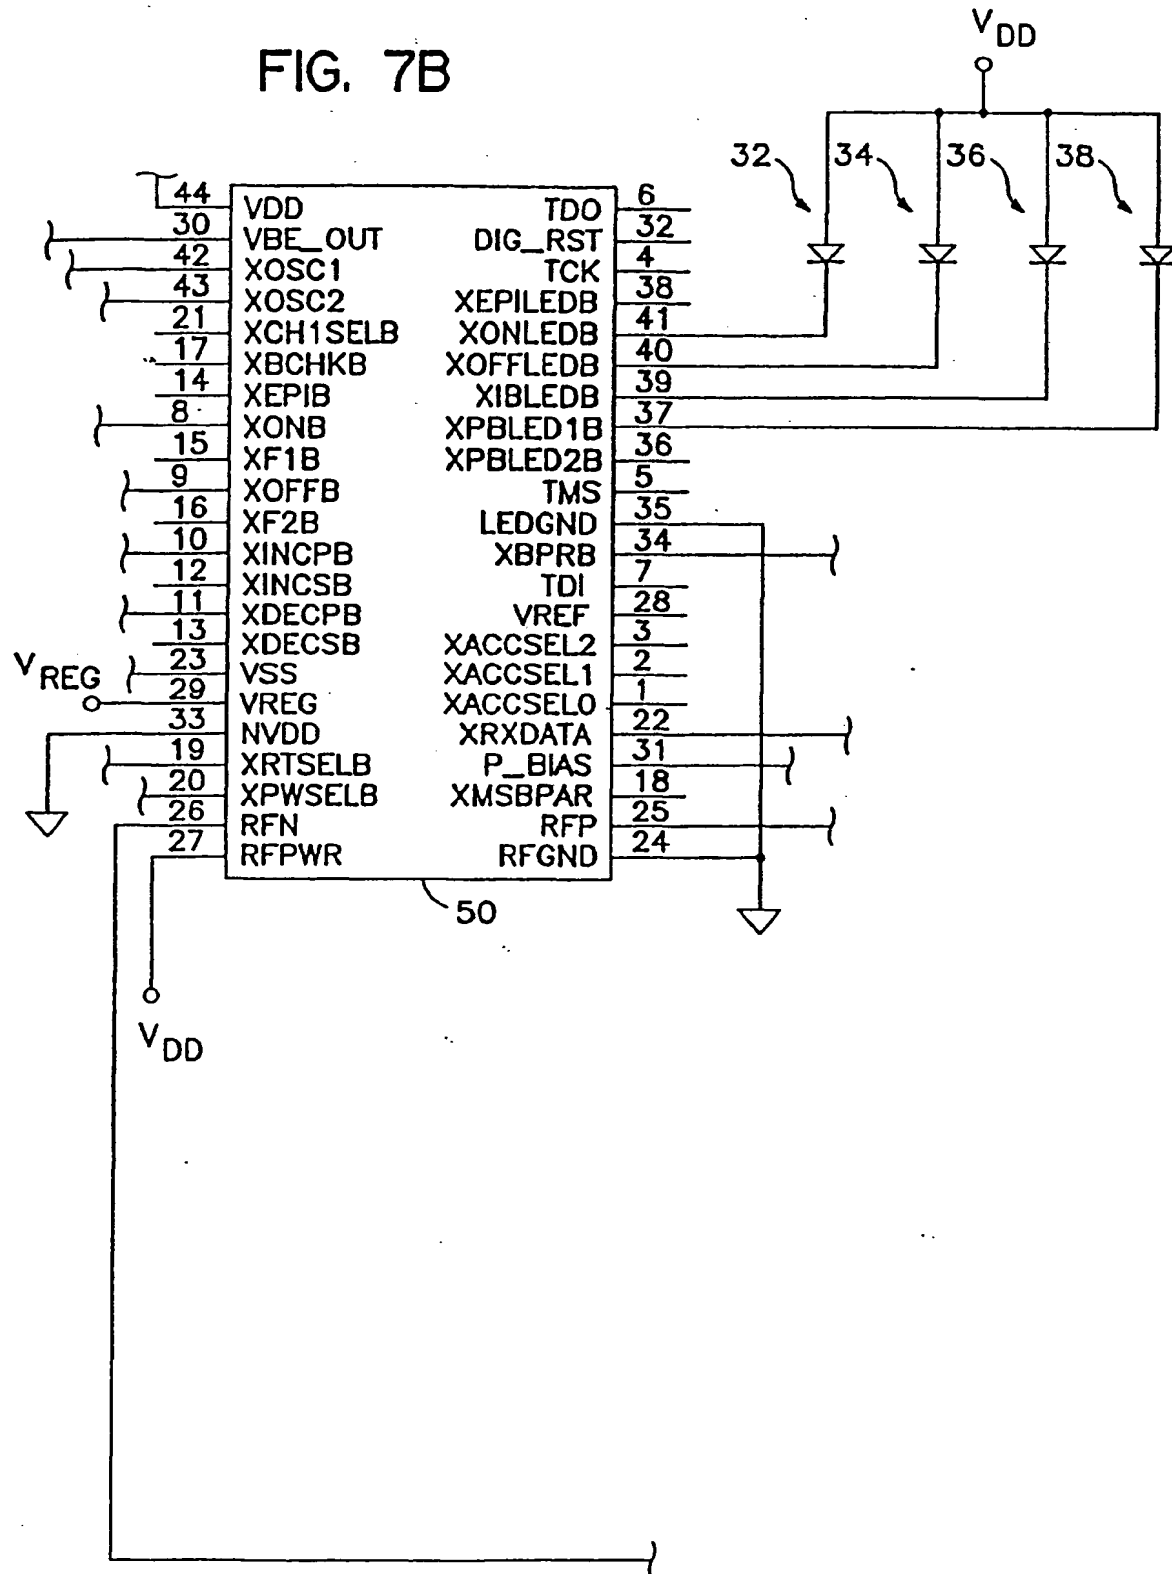 FIG. 7B
V DD
32 34 36 38
44 VDD TDO 6
30 VBE_OUT DIG_RST 32
42 XOSC1 TCK 4
43 XOSC2 XEPILEDB 38
21 XCH1SELB XONLEDB 41
17 XBCHKB XOFFLEDB 40
14 XEPIB XIBLEDB 39
8 XONB XPBLED1B 37
15 XF1B XPBLED2B 36
9 XOFFB TMS 5
16 XF2B LEDGND 35
10 XINCPB XBPRB 34
12 XINCSB TDI 7
11 XDECPB VREF 28
13 XDECSB XACCSEL2 3
23 VSS XACCSEL1 2
V REG 29 VREG XACCSEL0 1
33 NVDD XRXDATA 22
19 XRTSELB P_BIAS 31
20 XPWSELB XMSBPAR 18
26 RFN RFP 25
27 RFPWR RFGND 24
50
V DD